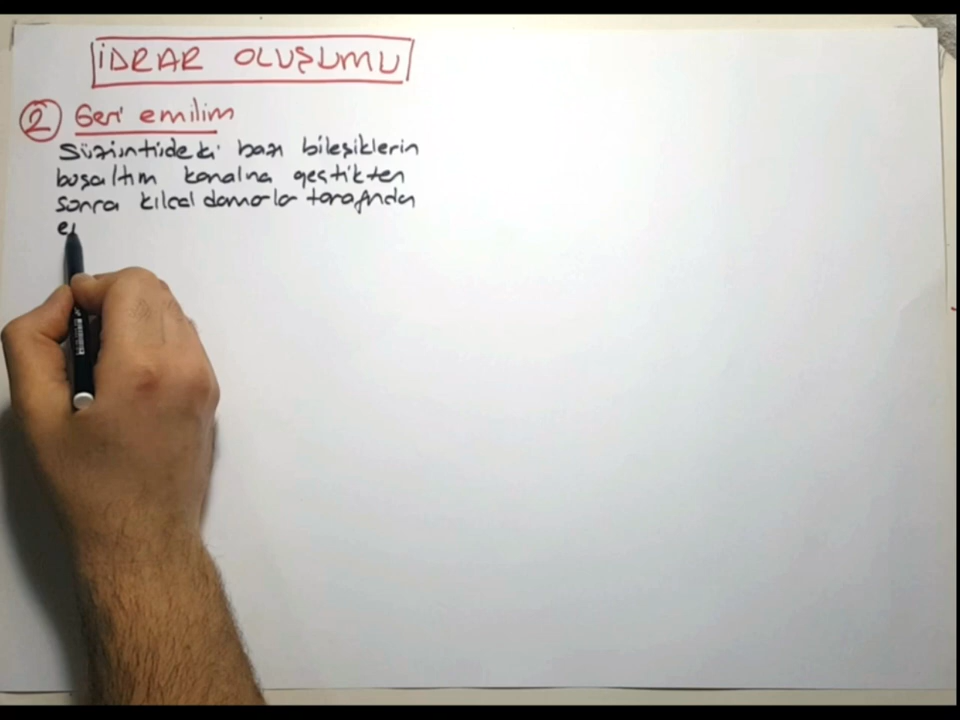 İDRAR OLUŞUMU
2 Geri emilim
Süzüntüdeki bazı bileşiklerin
boşaltım kanalına geçtikten
sonra kılcal damarlar tarafından
e